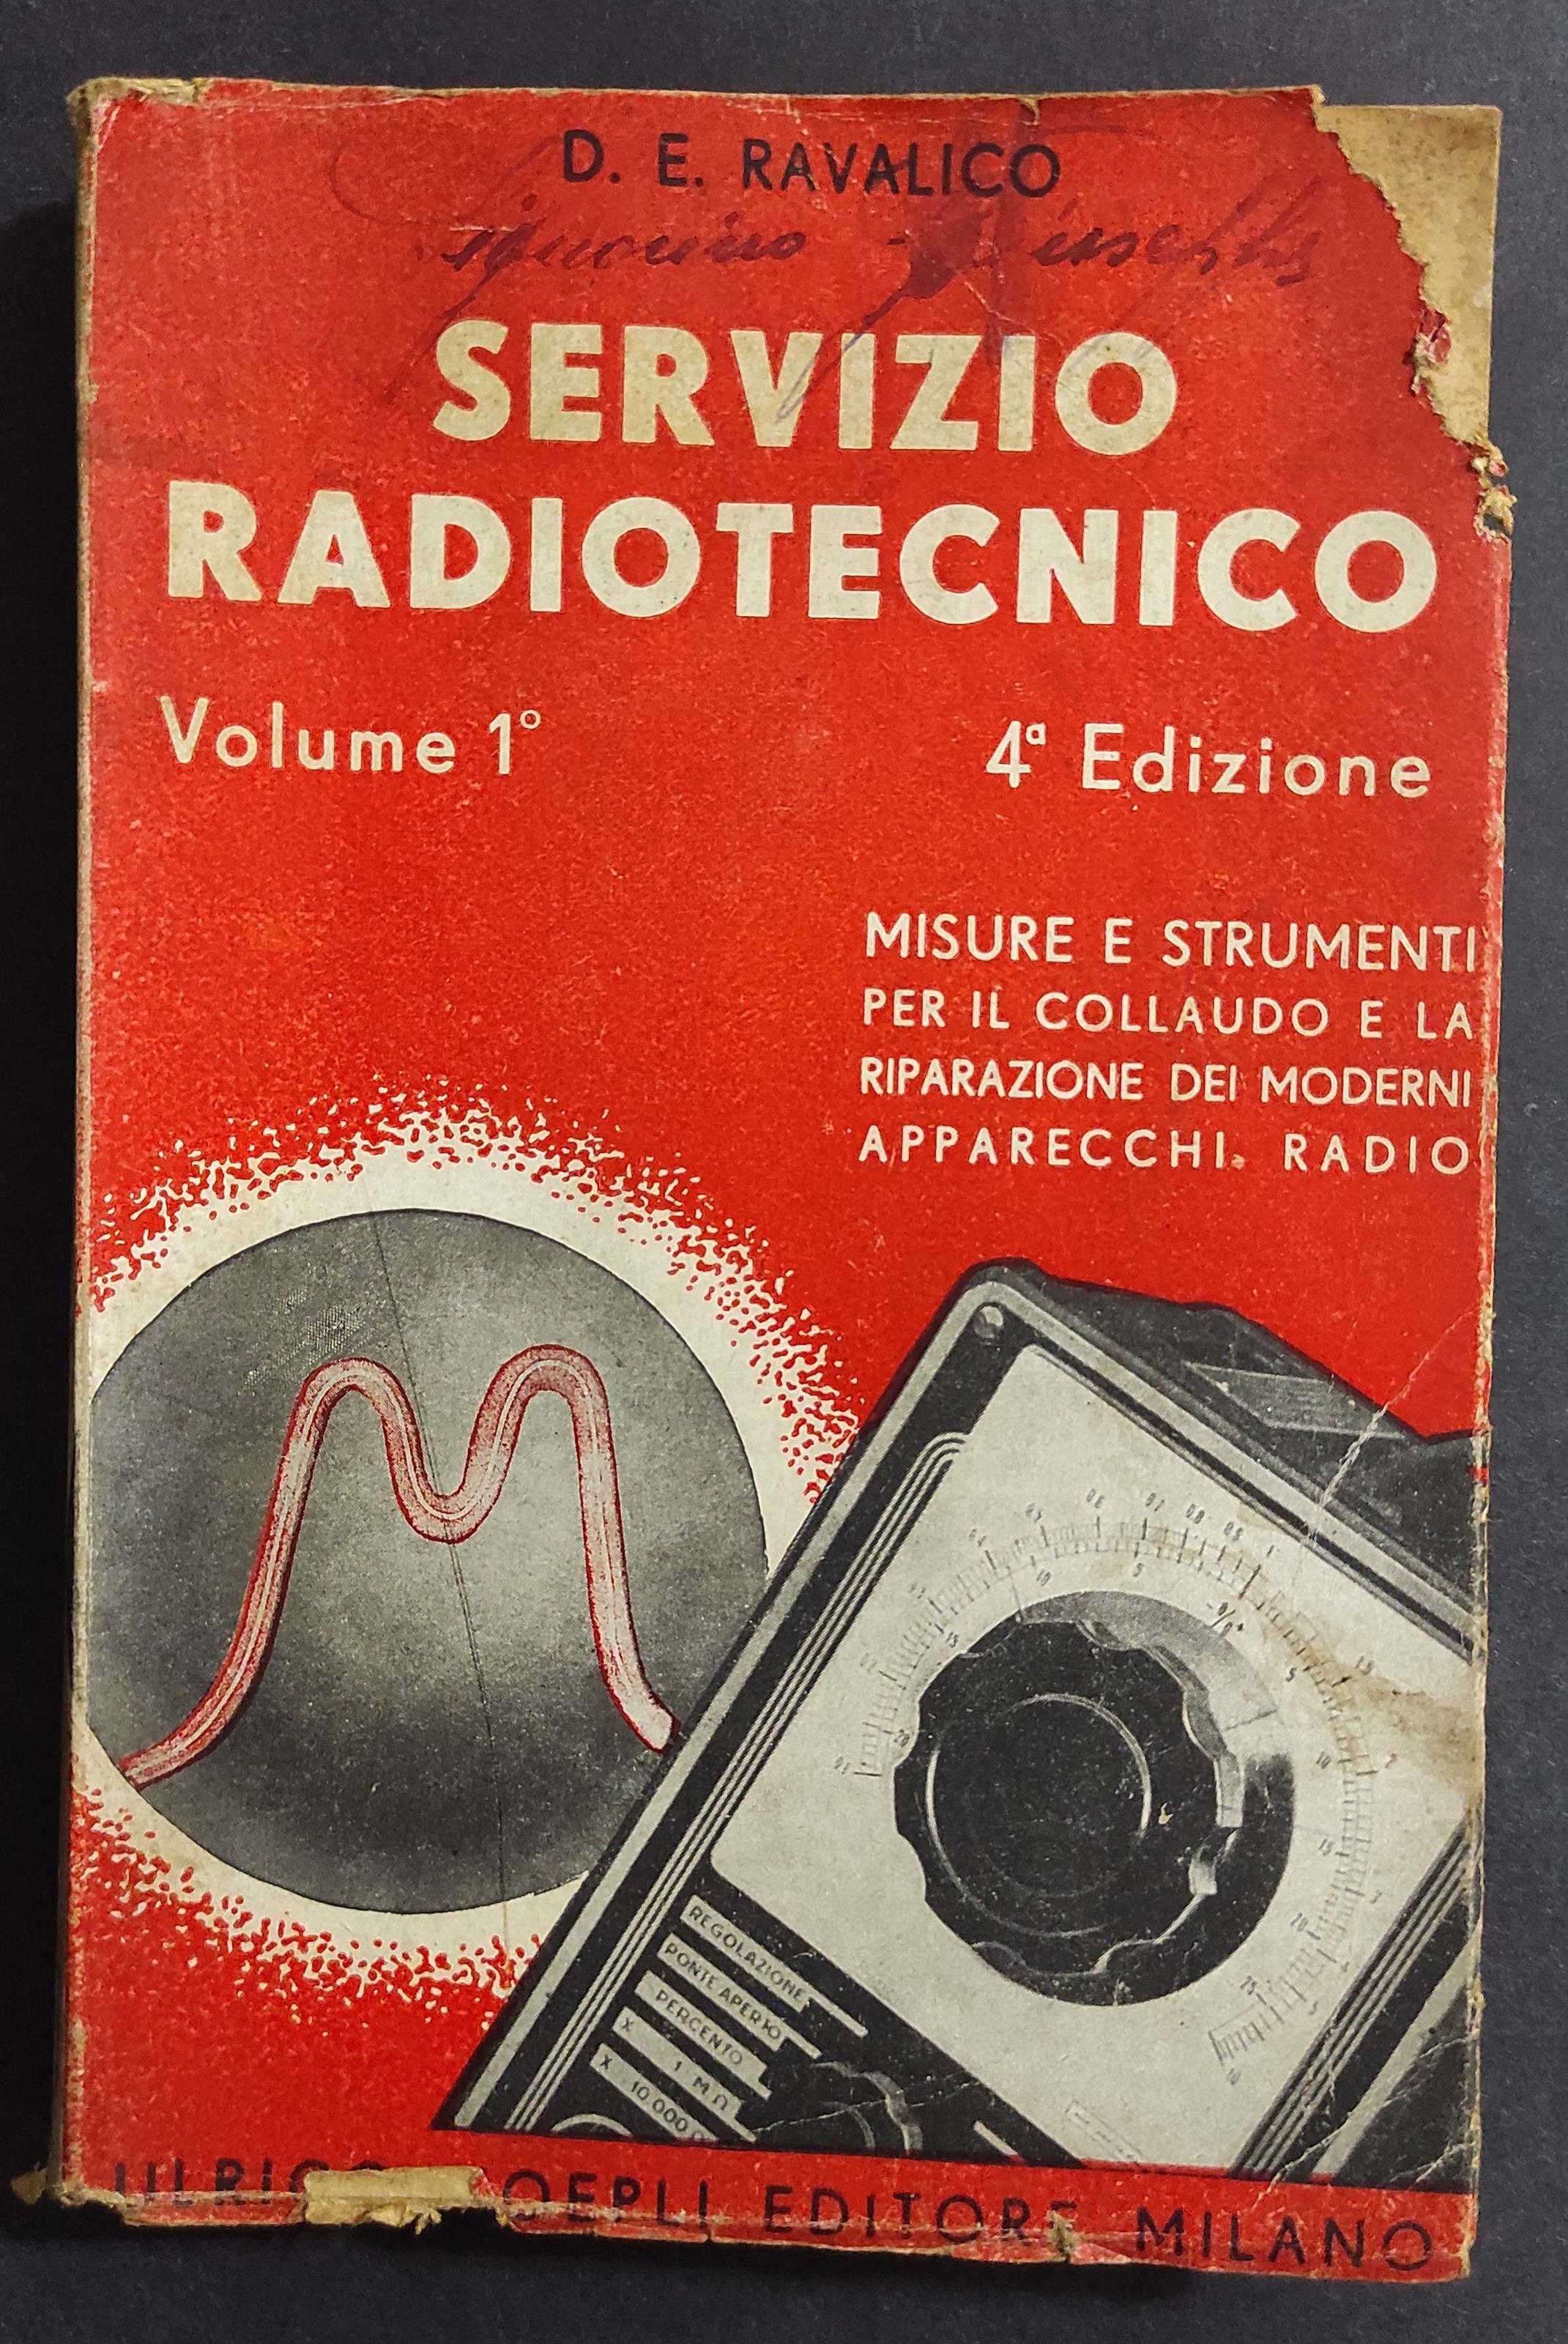 D. E. RAVALICO
SERVIZIO
RADIOTECNICO
Volume 1º
4ª Edizione
MISURE E STRUMENTI
PER IL COLLAUDO E LA
RIPARAZIONE DEI MODERNI
APPARECCHI RADIO
REGOLAZIONE
PONTE APERTO
PERCENTO
X 1 MΩ
X 10.000
EDITORE MILANO